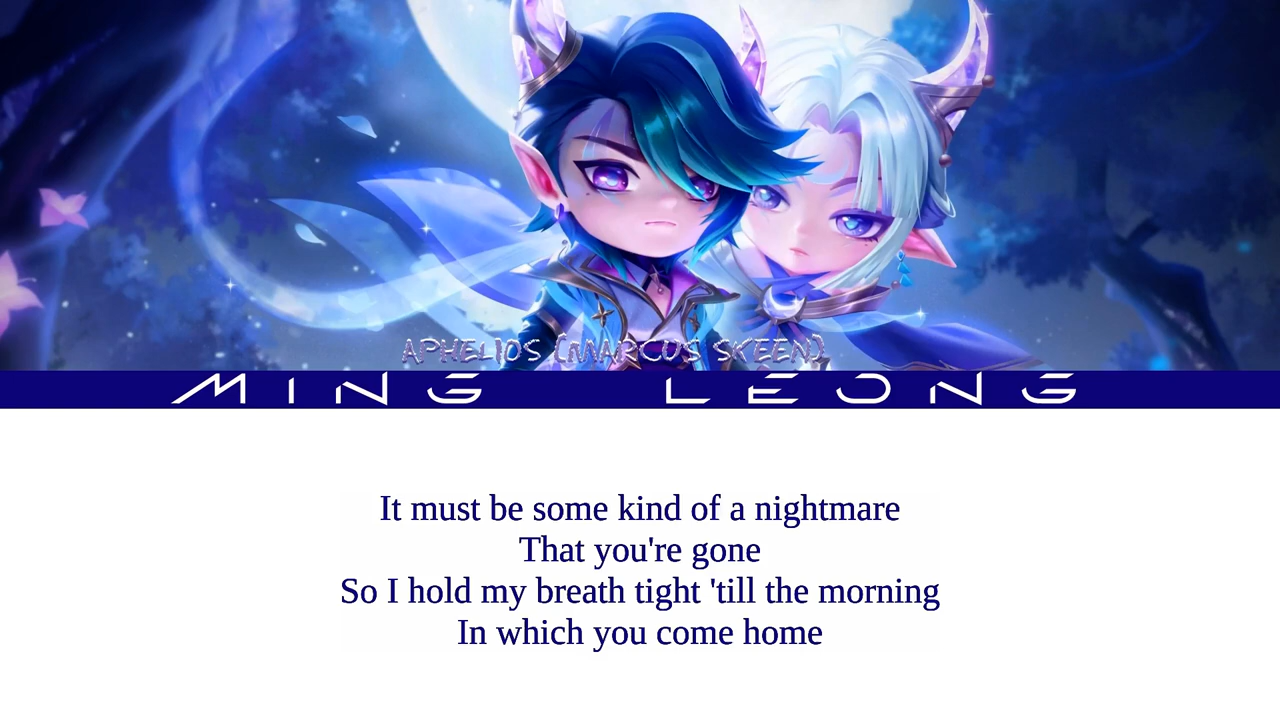 APHELIOS [MARCUS SKEEN]
MING LEONG
It must be some kind of a nightmare
That you're gone
So I hold my breath tight 'till the morning
In which you come home